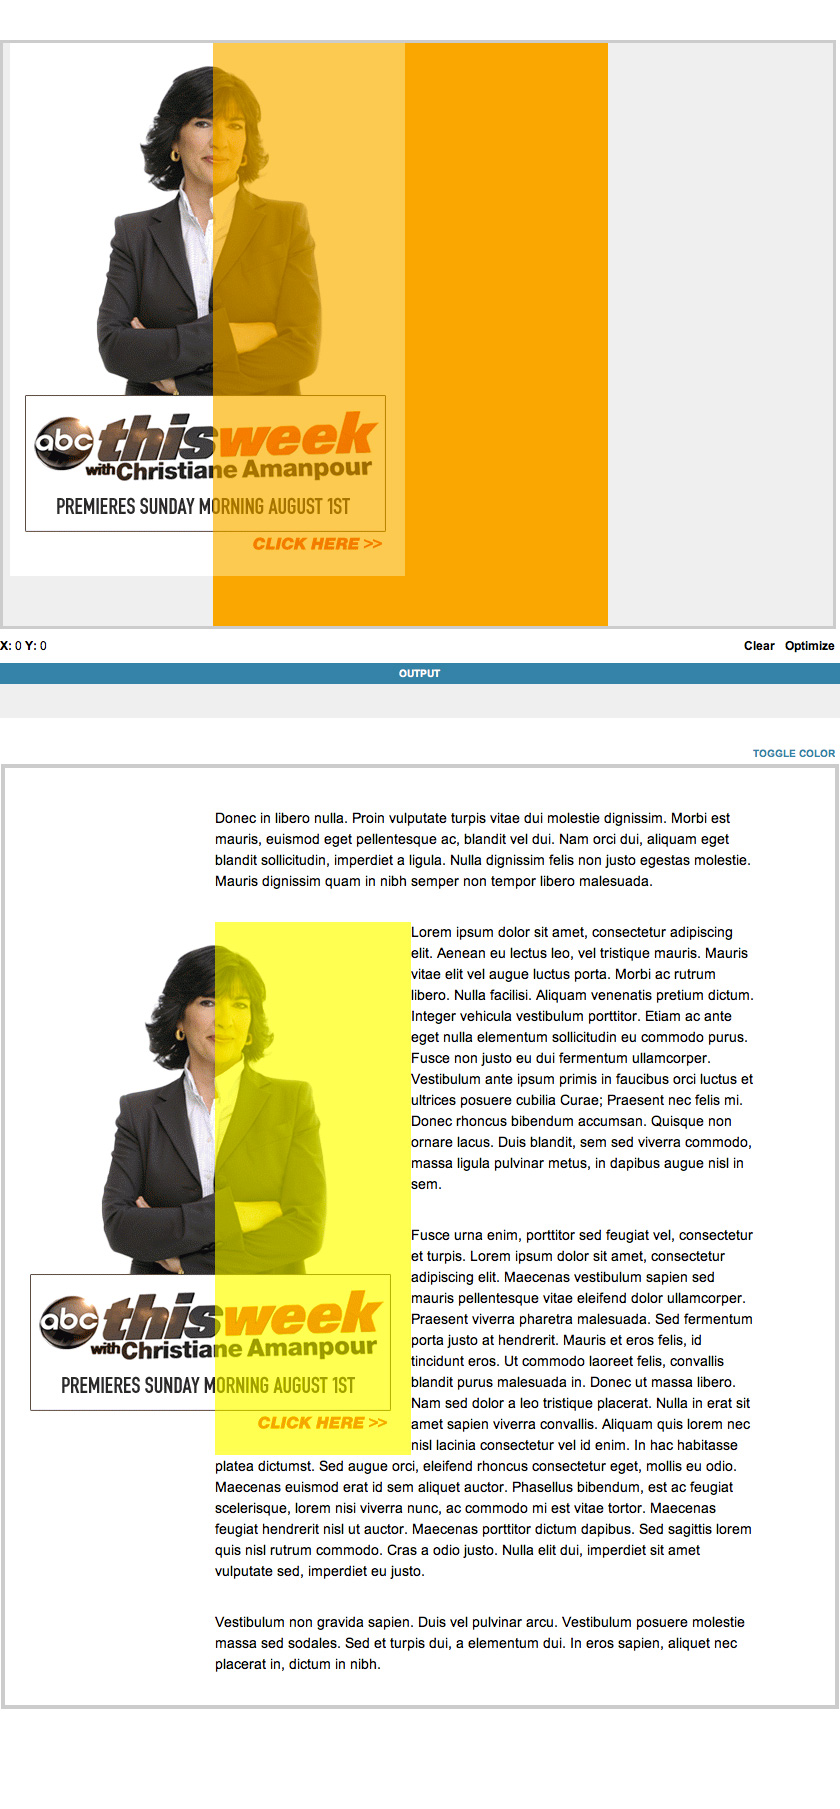 abc thisweek
with Christiane Amanpour
PREMIERES SUNDAY MORNING AUGUST 1ST
CLICK HERE >>
X: 0 Y: 0
Clear Optimize
OUTPUT
TOGGLE COLOR
Donec in libero nulla. Proin vulputate turpis vitae dui molestie dignissim. Morbi est
mauris, euismod eget pellentesque ac, blandit vel dui. Nam orci dui, aliquam eget
blandit sollicitudin, imperdiet a ligula. Nulla dignissim felis non justo egestas molestie.
Mauris dignissim quam in nibh semper non tempor libero malesuada.
Lorem ipsum dolor sit amet, consectetur adipiscing
elit. Aenean eu lectus leo, vel tristique mauris. Mauris
vitae elit vel augue luctus porta. Morbi ac rutrum
libero. Nulla facilisi. Aliquam venenatis pretium dictum.
Integer vehicula vestibulum porttitor. Etiam ac ante
eget nulla elementum sollicitudin eu commodo purus.
Fusce non justo eu dui fermentum ullamcorper.
Vestibulum ante ipsum primis in faucibus orci luctus et
ultrices posuere cubilia Curae; Praesent nec felis mi.
Donec rhoncus bibendum accumsan. Quisque non
ornare lacus. Duis blandit, sem sed viverra commodo,
massa ligula pulvinar metus, in dapibus augue nisl in
sem.
Fusce urna enim, porttitor sed feugiat vel, consectetur
et turpis. Lorem ipsum dolor sit amet, consectetur
adipiscing elit. Maecenas vestibulum sapien sed
mauris pellentesque vitae eleifend dolor ullamcorper.
Praesent viverra pharetra malesuada. Sed fermentum
porta justo at hendrerit. Mauris et eros felis, id
tincidunt eros. Ut commodo laoreet felis, convallis
blandit purus malesuada in. Donec ut massa libero.
Nam sed dolor a leo tristique placerat. Nulla in erat sit
amet sapien viverra convallis. Aliquam quis lorem nec
nisl lacinia consectetur vel id enim. In hac habitasse
abc thisweek
with Christiane Amanpour
PREMIERES SUNDAY MORNING AUGUST 1ST
CLICK HERE >>
platea dictumst. Sed augue orci, eleifend rhoncus consectetur eget, mollis eu odio.
Maecenas euismod erat id sem aliquet auctor. Phasellus bibendum, est ac feugiat
scelerisque, lorem nisi viverra nunc, ac commodo mi est vitae tortor. Maecenas
feugiat hendrerit nisl ut auctor. Maecenas porttitor dictum dapibus. Sed sagittis lorem
quis nisl rutrum commodo. Cras a odio justo. Nulla elit dui, imperdiet sit amet
vulputate sed, imperdiet eu justo.
Vestibulum non gravida sapien. Duis vel pulvinar arcu. Vestibulum posuere molestie
massa sed sodales. Sed et turpis dui, a elementum dui. In eros sapien, aliquet nec
placerat in, dictum in nibh.